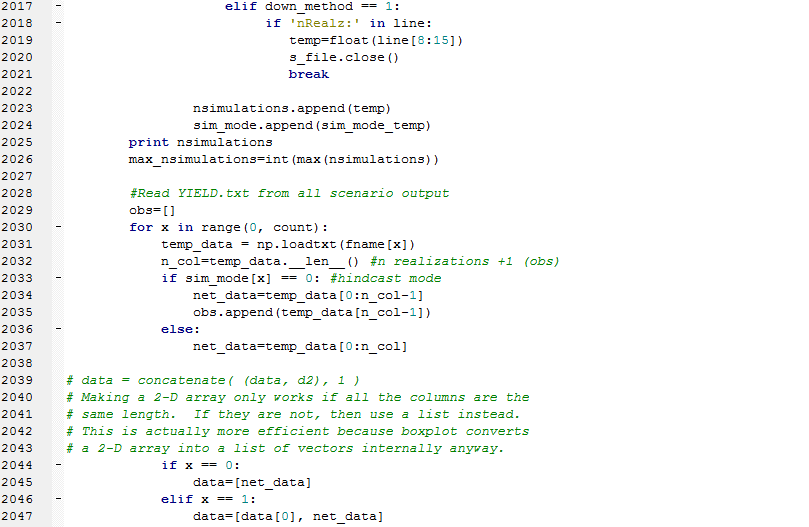 2017 - elif down_method == 1:
2018 - if 'nRealz:' in line:
2019 temp=float(line[8:15])
2020 s_file.close()
2021 break
2022
2023 nsimulations.append(temp)
2024 sim_mode.append(sim_mode_temp)
2025 print nsimulations
2026 max_nsimulations=int(max(nsimulations))
2027
2028 #Read YIELD.txt from all scenario output
2029 obs=[]
2030 - for x in range(0, count):
2031 temp_data = np.loadtxt(fname[x])
2032 n_col=temp_data.__len__() #n realizations +1 (obs)
2033 - if sim_mode[x] == 0: #hindcast mode
2034 net_data=temp_data[0:n_col-1]
2035 obs.append(temp_data[n_col-1])
2036 - else:
2037 net_data=temp_data[0:n_col]
2038
2039 # data = concatenate( (data, d2), 1 )
2040 # Making a 2-D array only works if all the columns are the
2041 # same length.  If they are not, then use a list instead.
2042 # This is actually more efficient because boxplot converts
2043 # a 2-D array into a list of vectors internally anyway.
2044 - if x == 0:
2045 data=[net_data]
2046 - elif x == 1:
2047 data=[data[0], net_data]